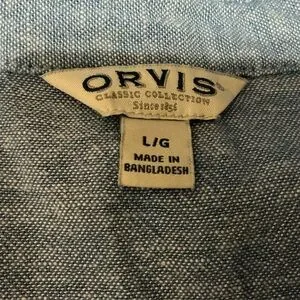 ORVIS
CLASSIC COLLECTION
Since 1856
L/G
MADE IN
BANGLADESH